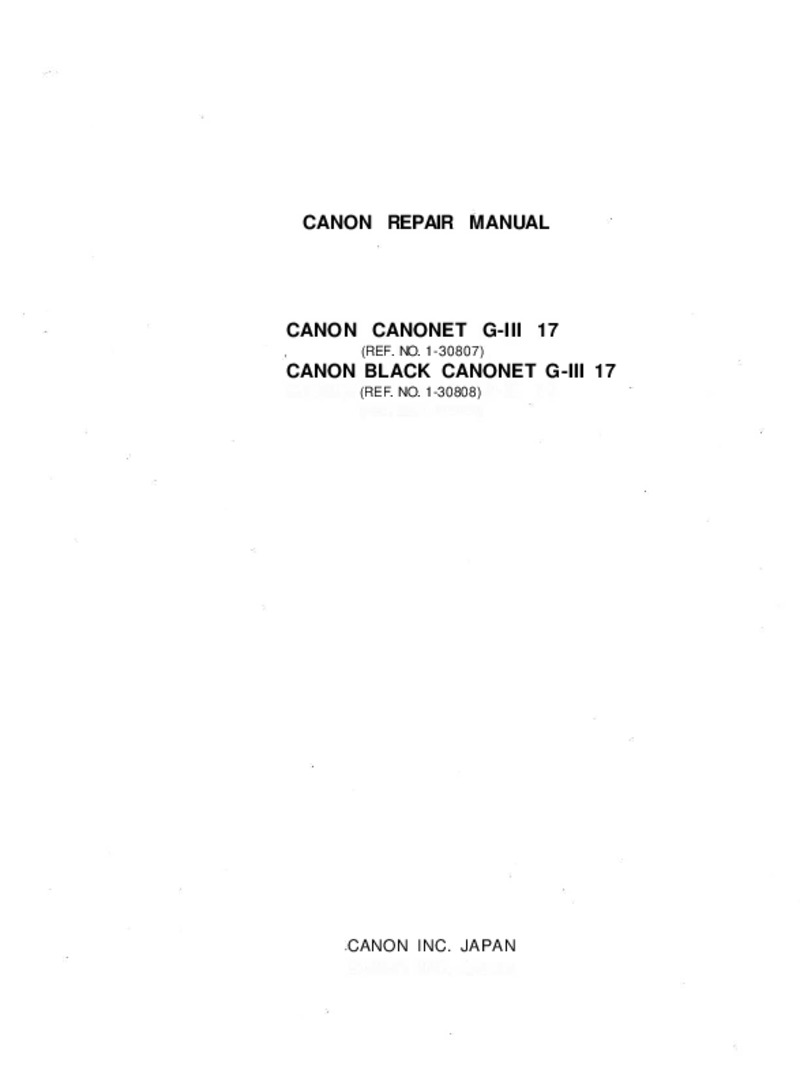 CANON REPAIR MANUAL
CANON CANONET G-III 17
(REF. NO. 1-30807)
CANON BLACK CANONET G-III 17
(REF. NO. 1-30808)
CANON INC. JAPAN